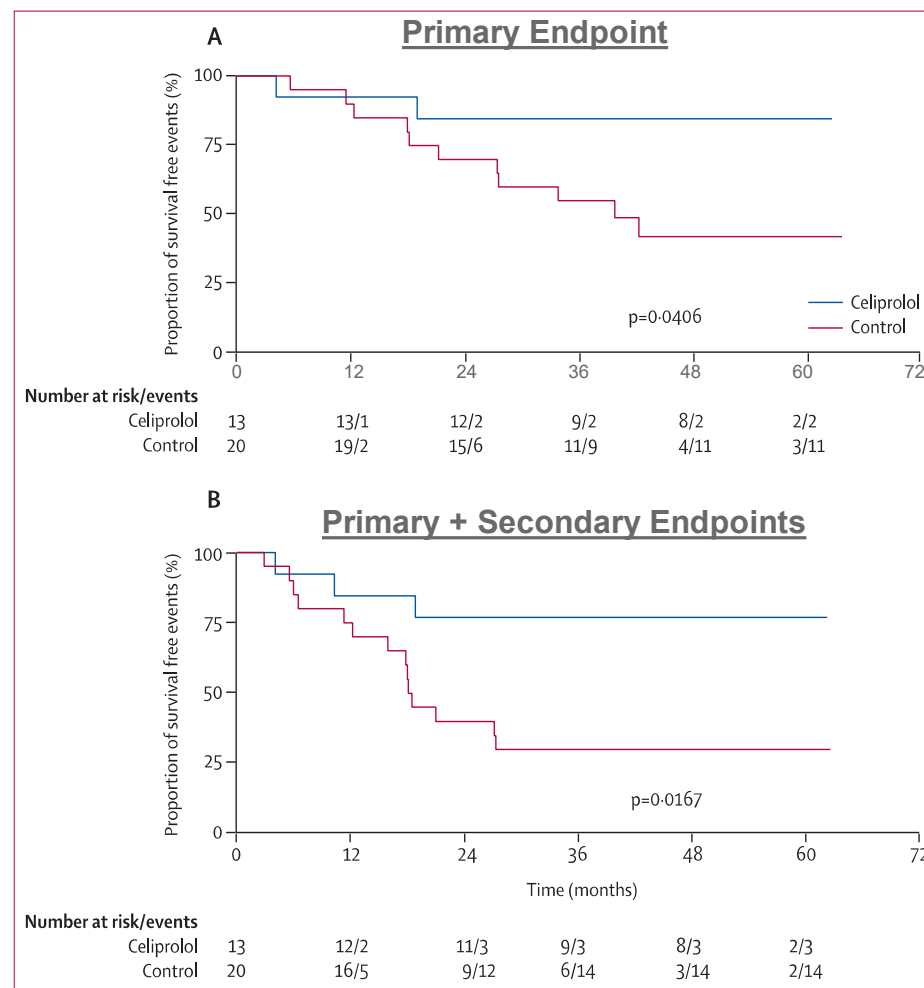 A
Primary Endpoint
Proportion of survival free events (%)
100
75
50
25
0
p=0·0406
Celiprolol
Control
0 12 24 36 48 60 72
Number at risk/events
Celiprolol 13 13/1 12/2 9/2 8/2 2/2
Control 20 19/2 15/6 11/9 4/11 3/11
B
Primary + Secondary Endpoints
Proportion of survival free events (%)
100
75
50
25
0
p=0·0167
0 12 24 36 48 60 72
Time (months)
Number at risk/events
Celiprolol 13 12/2 11/3 9/3 8/3 2/3
Control 20 16/5 9/12 6/14 3/14 2/14